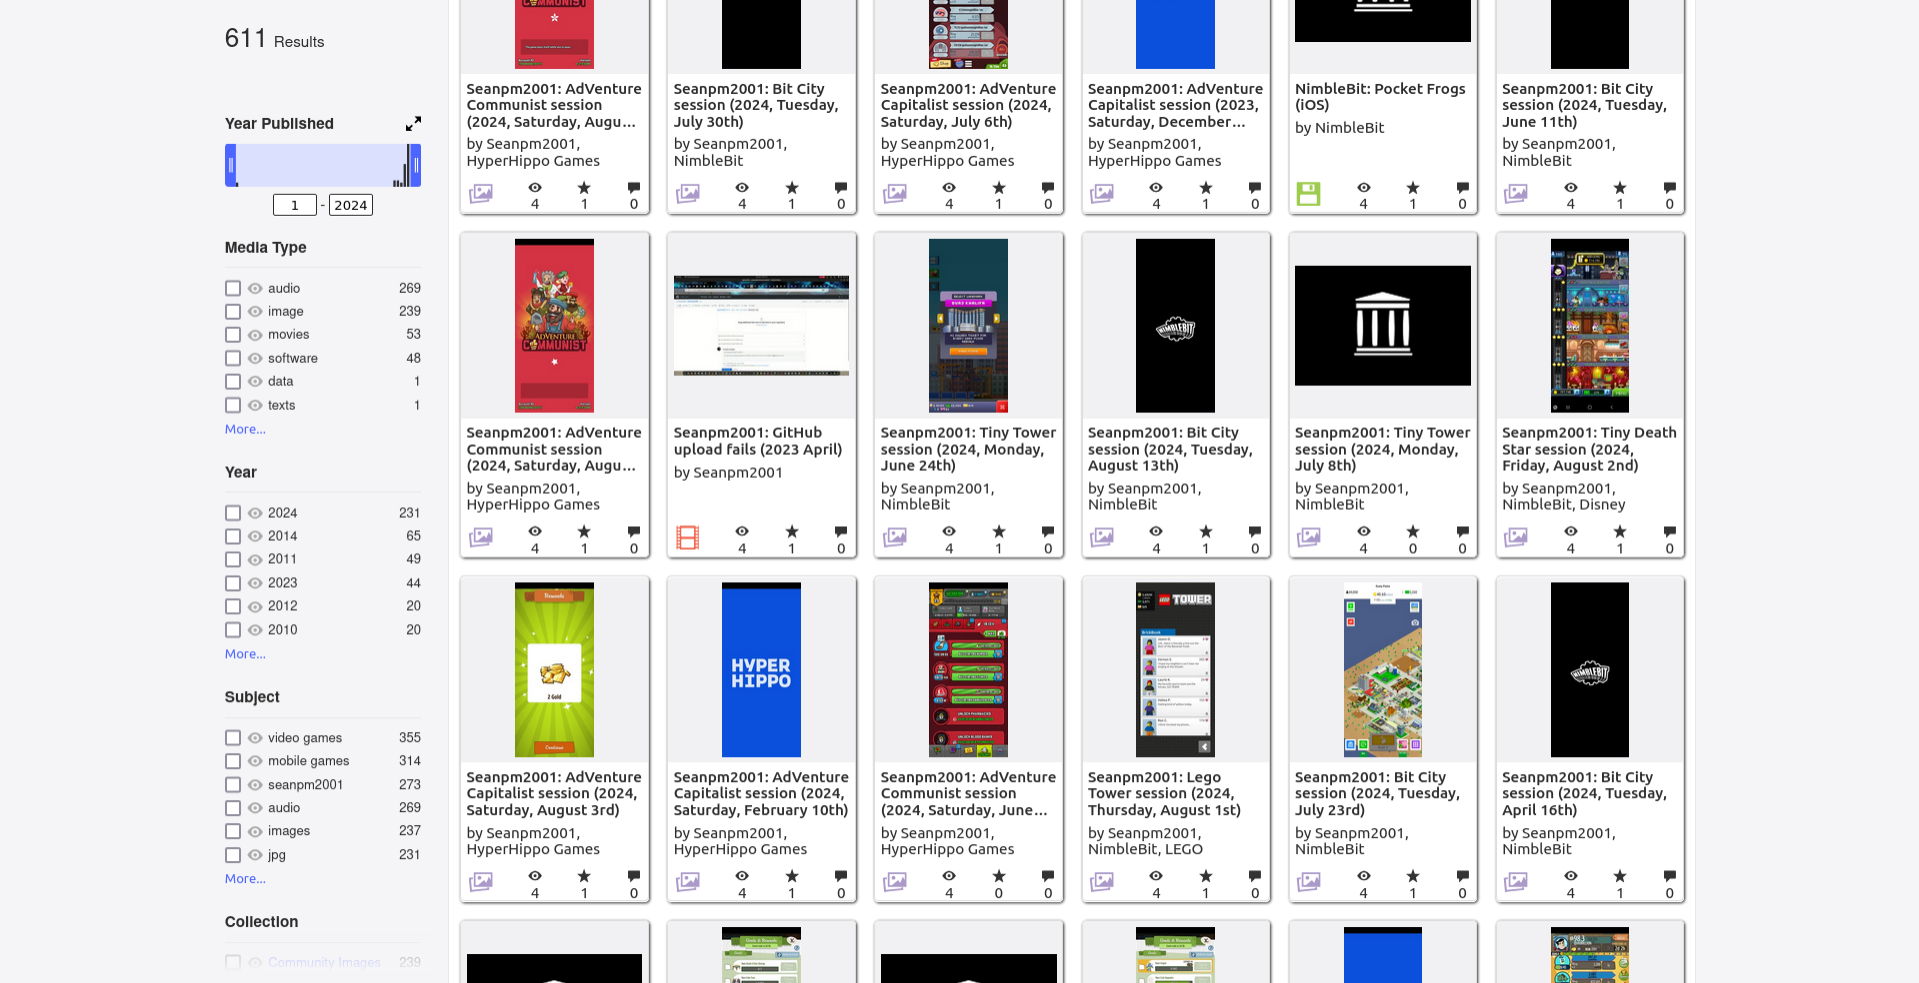 611 Results
Year Published
1 - 2024
Media Type
audio 269
image 239
movies 53
software 48
data 1
texts 1
More...
Year
2024 231
2014 65
2011 49
2023 44
2012 20
2010 20
More...
Subject
video games 355
mobile games 314
seanpm2001 273
audio 269
images 237
jpg 231
More...
Collection
Community Images 239
Seanpm2001: AdVenture
Communist session
(2024, Saturday, Augu...
by Seanpm2001,
HyperHippo Games
4 1 0
Seanpm2001: Bit City
session (2024, Tuesday,
July 30th)
by Seanpm2001,
NimbleBit
4 1 0
Seanpm2001: AdVenture
Capitalist session (2024,
Saturday, July 6th)
by Seanpm2001,
HyperHippo Games
4 1 0
Seanpm2001: AdVenture
Capitalist session (2023,
Saturday, December...
by Seanpm2001,
HyperHippo Games
4 1 0
NimbleBit: Pocket Frogs
(iOS)
by NimbleBit
4 1 0
Seanpm2001: Bit City
session (2024, Tuesday,
June 11th)
by Seanpm2001,
NimbleBit
4 1 0
ADVENTURE
COMMUNIST
Seanpm2001: AdVenture
Communist session
(2024, Saturday, Augu...
by Seanpm2001,
HyperHippo Games
4 1 0
Seanpm2001: GitHub
upload fails (2023 April)
by Seanpm2001
4 1 0
Seanpm2001: Tiny Tower
session (2024, Monday,
June 24th)
by Seanpm2001,
NimbleBit
4 1 0
NIMBLEBIT
Seanpm2001: Bit City
session (2024, Tuesday,
August 13th)
by Seanpm2001,
NimbleBit
4 1 0
Seanpm2001: Tiny Tower
session (2024, Monday,
July 8th)
by Seanpm2001,
NimbleBit
4 0 0
Seanpm2001: Tiny Death
Star session (2024,
Friday, August 2nd)
by Seanpm2001,
NimbleBit, Disney
4 1 0
Rewards
2 Gold
Continue
Seanpm2001: AdVenture
Capitalist session (2024,
Saturday, August 3rd)
by Seanpm2001,
HyperHippo Games
4 1 0
HYPER
HIPPO
Seanpm2001: AdVenture
Capitalist session (2024,
Saturday, February 10th)
by Seanpm2001,
HyperHippo Games
4 1 0
Seanpm2001: AdVenture
Communist session
(2024, Saturday, June...
by Seanpm2001,
HyperHippo Games
4 0 0
LEGO TOWER
Seanpm2001: Lego
Tower session (2024,
Thursday, August 1st)
by Seanpm2001,
NimbleBit, LEGO
4 1 0
Seanpm2001: Bit City
session (2024, Tuesday,
July 23rd)
by Seanpm2001,
NimbleBit
4 1 0
NIMBLEBIT
Seanpm2001: Bit City
session (2024, Tuesday,
April 16th)
by Seanpm2001,
NimbleBit
4 1 0